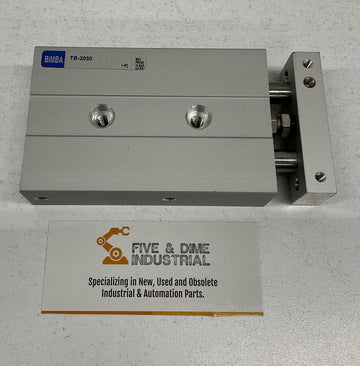 BIMBA TB-2030
FIVE & DIME
INDUSTRIAL
Specializing in New, Used and Obsolete
Industrial & Automation Parts.